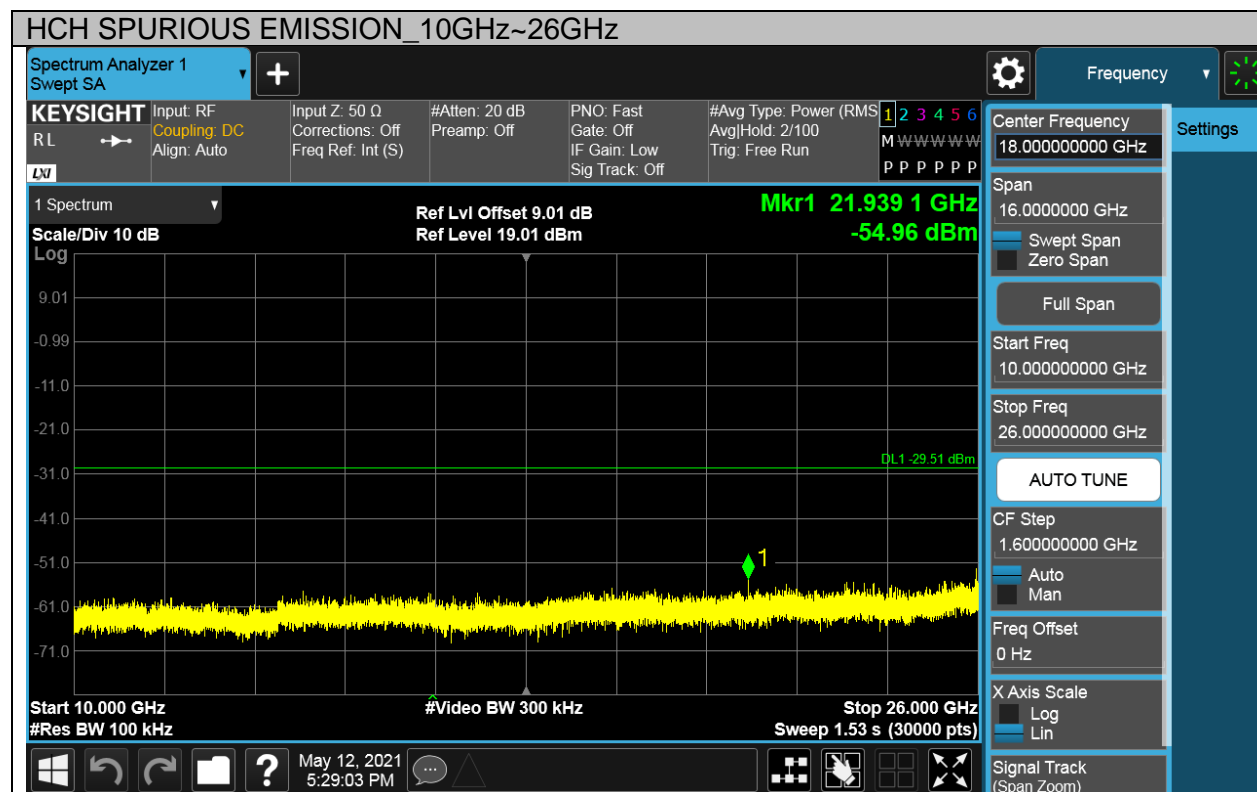 HCH SPURIOUS EMISSION_10GHz~26GHz
Spectrum Analyzer 1
Swept SA
+
Frequency
KEYSIGHT
RL
LXI
Input: RF
Coupling: DC
Align: Auto
Input Z: 50 Ω
Corrections: Off
Freq Ref: Int (S)
#Atten: 20 dB
Preamp: Off
PNO: Fast
Gate: Off
IF Gain: Low
Sig Track: Off
#Avg Type: Power (RMS
Avg|Hold: 2/100
Trig: Free Run
1 2 3 4 5 6
M W W W W W
P P P P P P
1 Spectrum
Scale/Div 10 dB
Log
Ref Lvl Offset 9.01 dB
Ref Level 19.01 dBm
Mkr1 21.939 1 GHz
-54.96 dBm
9.01
-0.99
-11.0
-21.0
DL1 -29.51 dBm
-31.0
-41.0
-51.0
1
-61.0
-71.0
Start 10.000 GHz
#Res BW 100 kHz
#Video BW 300 kHz
Stop 26.000 GHz
Sweep 1.53 s (30000 pts)
Center Frequency
18.000000000 GHz
Settings
Span
16.0000000 GHz
Swept Span
Zero Span
Full Span
Start Freq
10.000000000 GHz
Stop Freq
26.000000000 GHz
AUTO TUNE
CF Step
1.600000000 GHz
Auto
Man
Freq Offset
0 Hz
X Axis Scale
Log
Lin
Signal Track
(Span Zoom)
?
May 12, 2021
5:29:03 PM